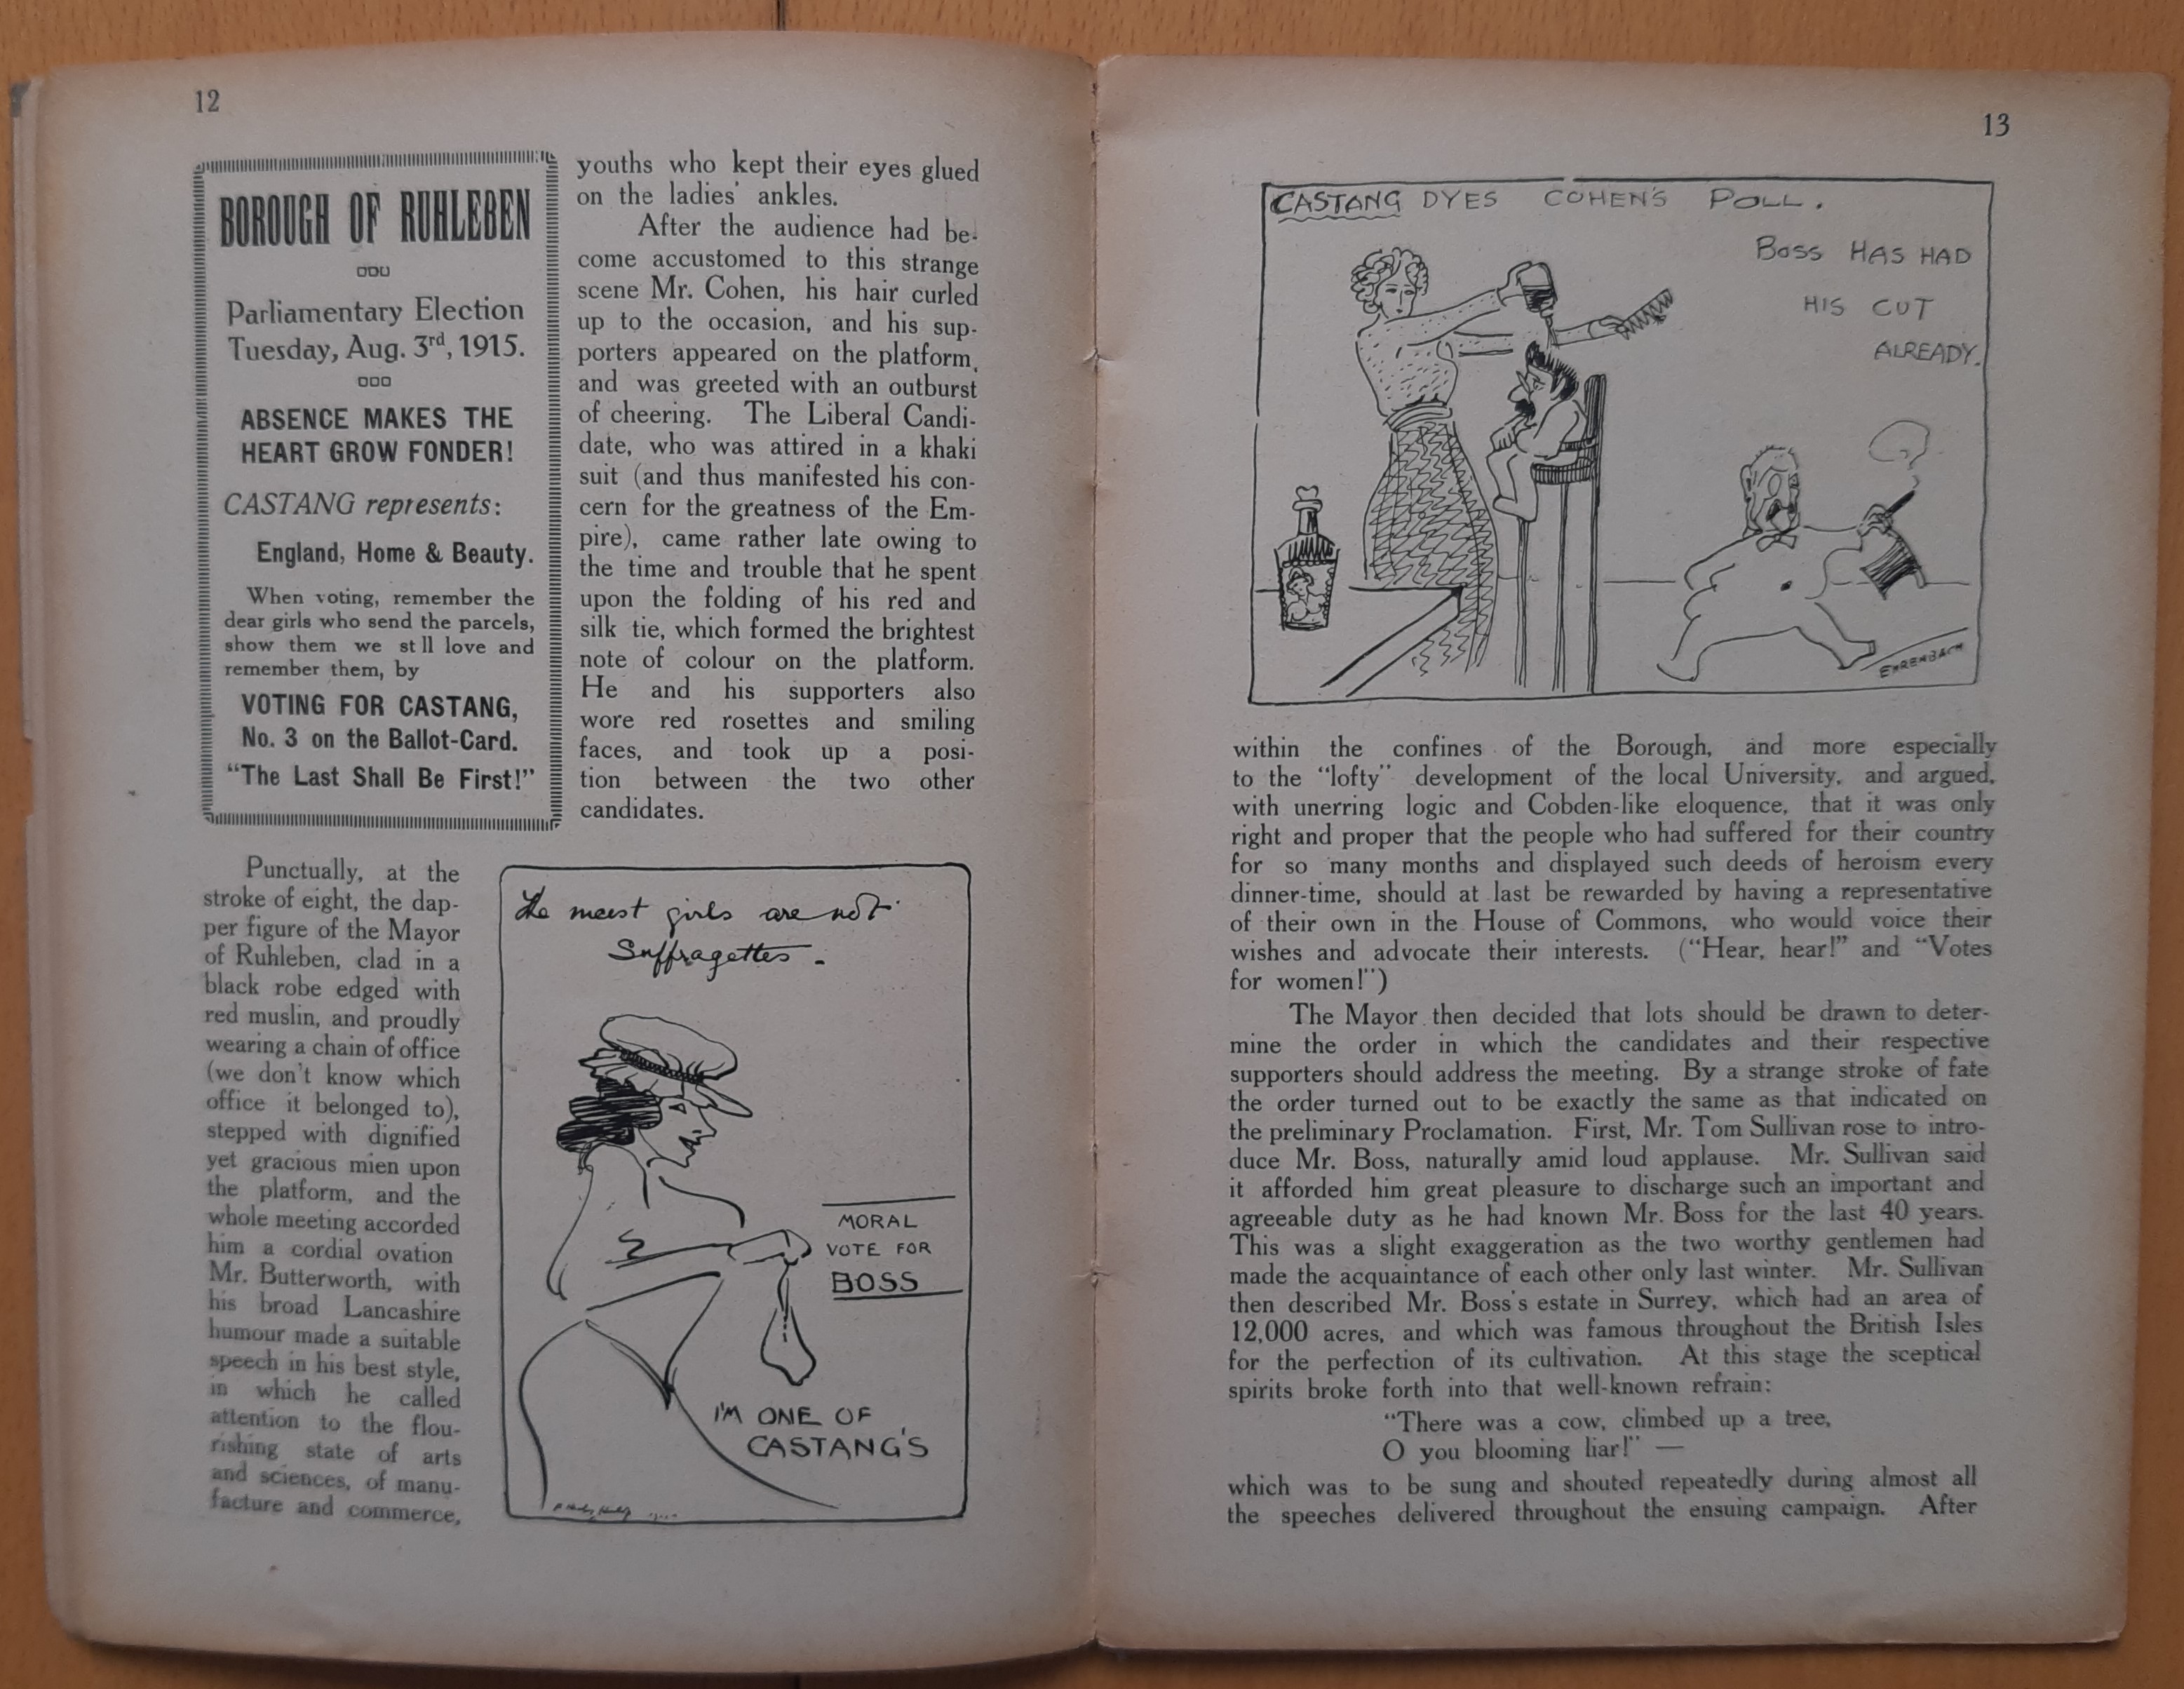 12
BOROUGH OF RUHLEBEN
Parliamentary Election
Tuesday, Aug. 3rd, 1915.
ABSENCE MAKES THE
HEART GROW FONDER!
CASTANG represents:
England, Home & Beauty.
When voting, remember the
dear girls who send the parcels,
show them we st ll love and
remember them, by
VOTING FOR CASTANG,
No. 3 on the Ballot-Card.
“The Last Shall Be First!”
youths who kept their eyes glued
on the ladies' ankles.
After the audience had be-
come accustomed to this strange
scene Mr. Cohen, his hair curled
up to the occasion, and his sup-
porters appeared on the platform,
and was greeted with an outburst
of cheering. The Liberal Candi-
date, who was attired in a khaki
suit (and thus manifested his con-
cern for the greatness of the Em-
pire), came rather late owing to
the time and trouble that he spent
upon the folding of his red and
silk tie, which formed the brightest
note of colour on the platform.
He and his supporters also
wore red rosettes and smiling
faces, and took up a posi-
tion between the two other
candidates.
Punctually, at the
stroke of eight, the dap-
per figure of the Mayor
of Ruhleben, clad in a
black robe edged with
red muslin, and proudly
wearing a chain of office
(we don't know which
office it belonged to),
stepped with dignified
yet gracious mien upon
the platform, and the
whole meeting accorded
him a cordial ovation
Mr. Butterworth, with
his broad Lancashire
humour made a suitable
speech in his best style,
in which he called
attention to the flou-
rishing state of arts
and sciences, of manu-
facture and commerce,
girls are not
Suffragettes.
MORAL
VOTE FOR
BOSS
I'M ONE OF
CASTANG'S
13
CASTANG DYES COHEN'S POLL.
BOSS HAS HAD
HIS CUT
ALREADY.
EHRENBACH
within the confines of the Borough, and more especially
to the “lofty” development of the local University, and argued,
with unerring logic and Cobden-like eloquence, that it was only
right and proper that the people who had suffered for their country
for so many months and displayed such deeds of heroism every
dinner-time, should at last be rewarded by having a representative
of their own in the House of Commons, who would voice their
wishes and advocate their interests. (“Hear, hear!” and “Votes
for women!”)
The Mayor then decided that lots should be drawn to deter-
mine the order in which the candidates and their respective
supporters should address the meeting. By a strange stroke of fate
the order turned out to be exactly the same as that indicated on
the preliminary Proclamation. First, Mr. Tom Sullivan rose to intro-
duce Mr. Boss, naturally amid loud applause. Mr. Sullivan said
it afforded him great pleasure to discharge such an important and
agreeable duty as he had known Mr. Boss for the last 40 years.
This was a slight exaggeration as the two worthy gentlemen had
made the acquaintance of each other only last winter. Mr. Sullivan
then described Mr. Boss's estate in Surrey, which had an area of
12,000 acres, and which was famous throughout the British Isles
for the perfection of its cultivation. At this stage the sceptical
spirits broke forth into that well-known refrain:
“There was a cow, climbed up a tree,
O you blooming liar!” —
which was to be sung and shouted repeatedly during almost all
the speeches delivered throughout the ensuing campaign. After